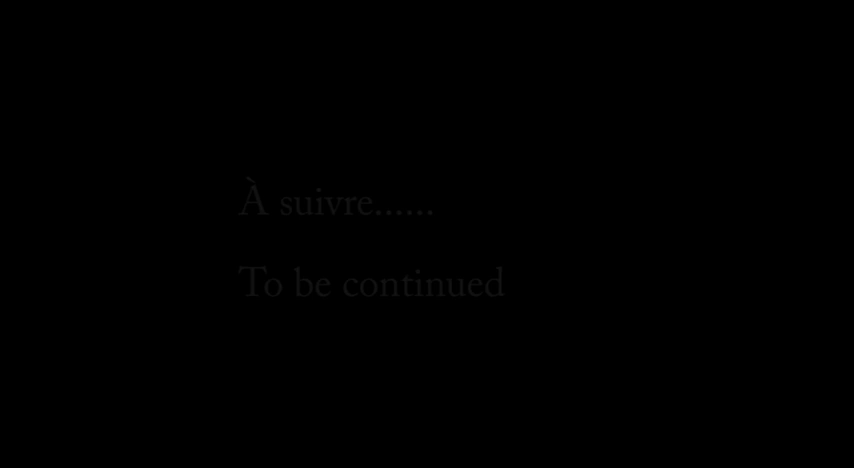 À suivre......
To be continued